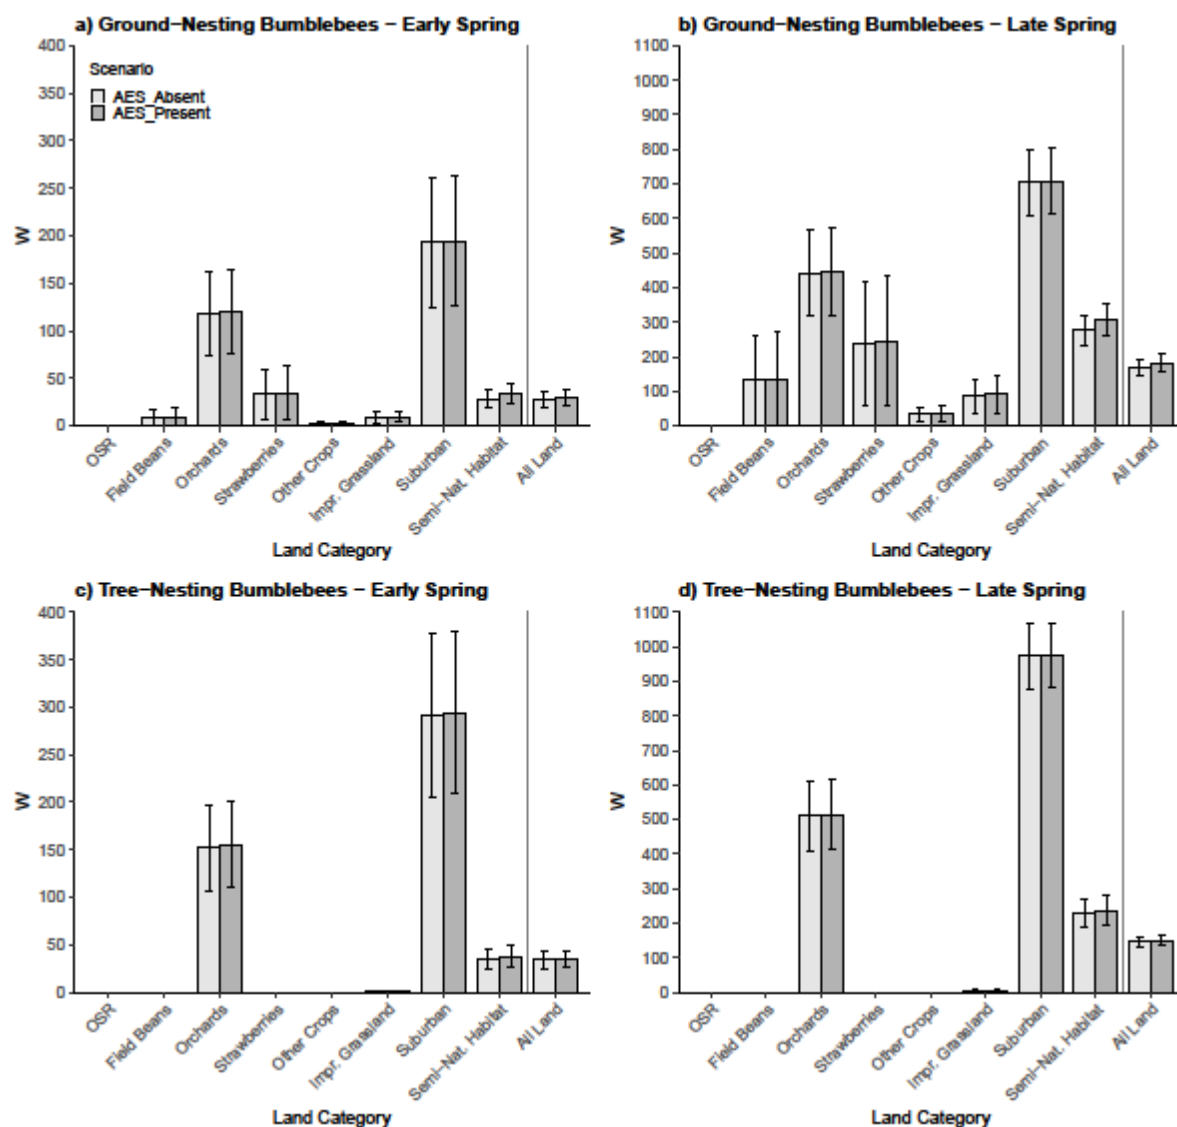 a) Ground-Nesting Bumblebees - Early Spring
400
350
300
250
200
150
100
50
0
W
Scenario
AES_Absent
AES_Present
OSR
Field Beans
Orchards
Strawberries
Other Crops
Impr. Grassland
Suburban
Semi-Nat. Habitat
All Land
Land Category
b) Ground-Nesting Bumblebees - Late Spring
1100
1000
900
800
700
600
500
400
300
200
100
0
W
OSR
Field Beans
Orchards
Strawberries
Other Crops
Impr. Grassland
Suburban
Semi-Nat. Habitat
All Land
Land Category
c) Tree-Nesting Bumblebees - Early Spring
400
350
300
250
200
150
100
50
0
W
OSR
Field Beans
Orchards
Strawberries
Other Crops
Impr. Grassland
Suburban
Semi-Nat. Habitat
All Land
Land Category
d) Tree-Nesting Bumblebees - Late Spring
1100
1000
900
800
700
600
500
400
300
200
100
0
W
OSR
Field Beans
Orchards
Strawberries
Other Crops
Impr. Grassland
Suburban
Semi-Nat. Habitat
All Land
Land Category